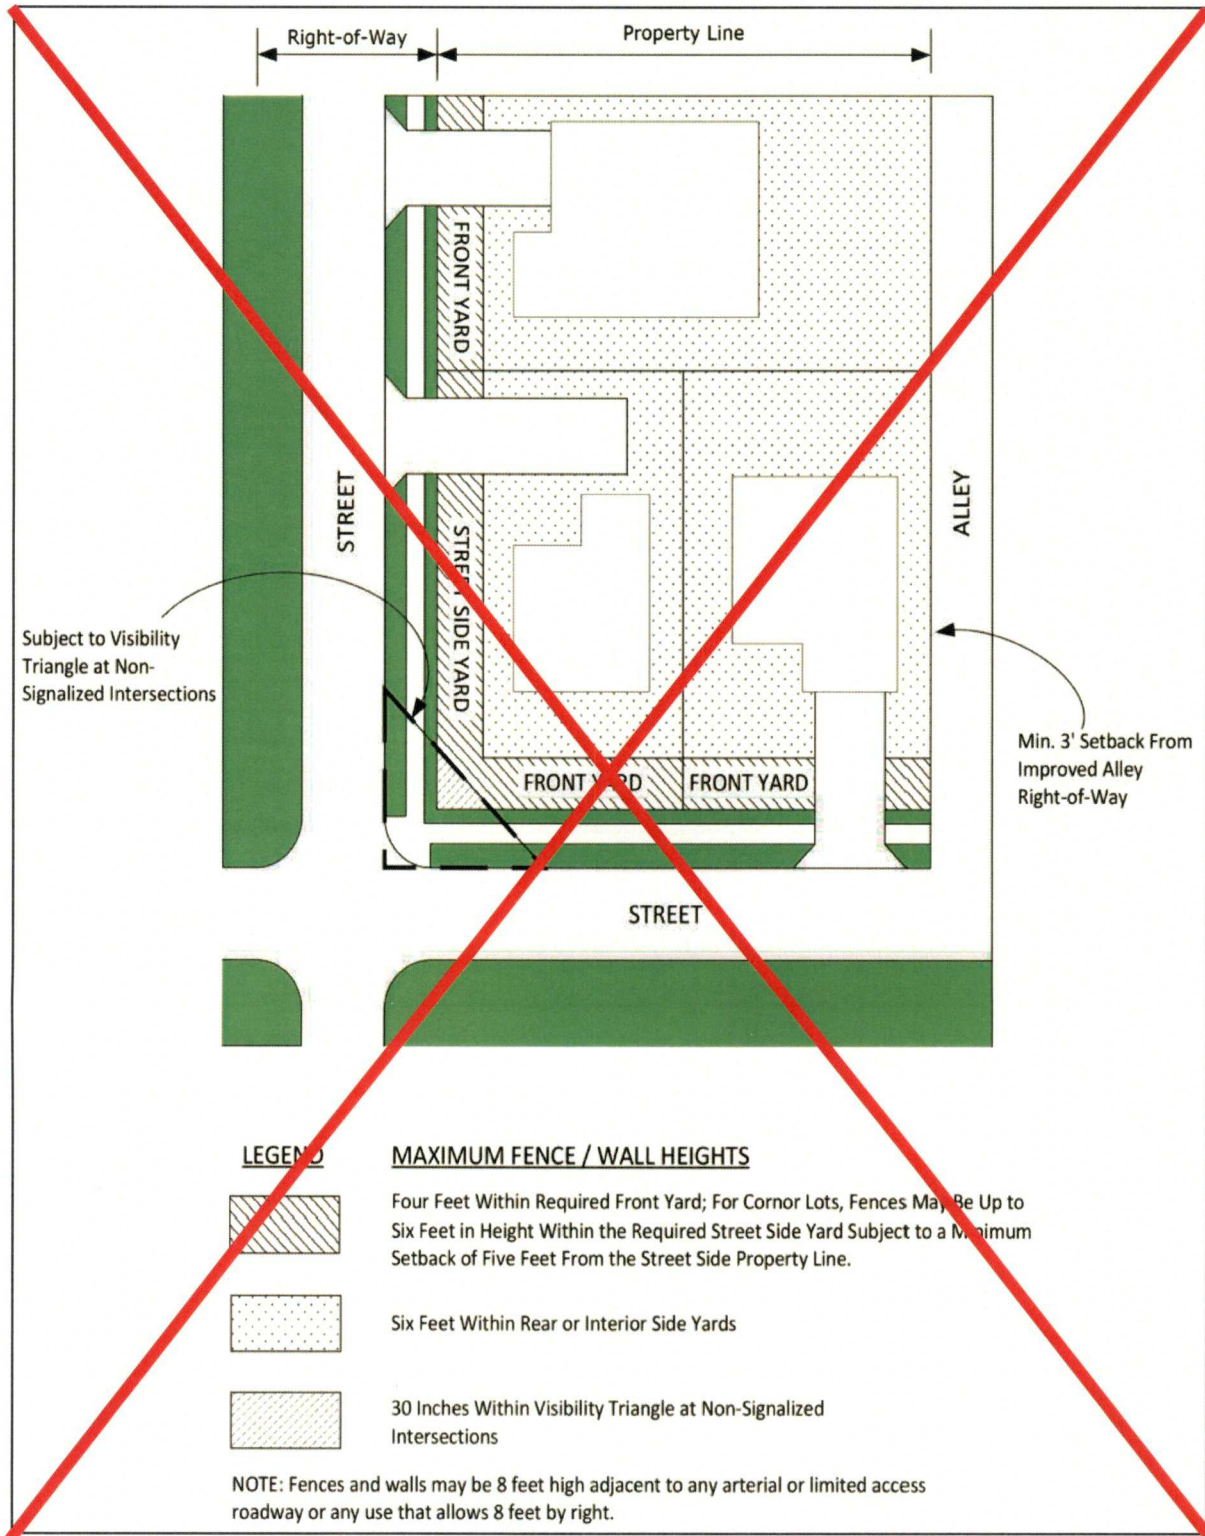 Right-of-Way
Property Line
FRONT YARD
STREET
STREET SIDE YARD
ALLEY
Subject to Visibility
Triangle at Non-
Signalized Intersections
Min. 3' Setback From
Improved Alley
Right-of-Way
FRONT YARD
FRONT YARD
STREET
LEGEND
MAXIMUM FENCE / WALL HEIGHTS
Four Feet Within Required Front Yard; For Cornor Lots, Fences May Be Up to
Six Feet in Height Within the Required Street Side Yard Subject to a Minimum
Setback of Five Feet From the Street Side Property Line.
Six Feet Within Rear or Interior Side Yards
30 Inches Within Visibility Triangle at Non-Signalized
Intersections
NOTE: Fences and walls may be 8 feet high adjacent to any arterial or limited access
roadway or any use that allows 8 feet by right.